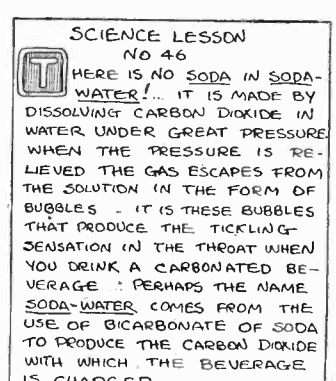 SCIENCE LESSON
NO 46
THERE IS NO SODA IN SODA-
WATER!... IT IS MADE BY
DISSOLVING CARBON DIOXIDE IN
WATER UNDER GREAT PRESSURE.
WHEN THE PRESSURE IS RE-
LIEVED THE GAS ESCAPES FROM
THE SOLUTION IN THE FORM OF
BUBBLES - IT IS THESE BUBBLES
THAT PRODUCE THE TICKLING
SENSATION IN THE THROAT WHEN
YOU DRINK A CARBONATED BE-
VERAGE : PERHAPS THE NAME
SODA-WATER COMES FROM THE
USE OF BICARBONATE OF SODA
TO PRODUCE THE CARBON DIOXIDE
WITH WHICH THE BEVERAGE
IS CHARGED